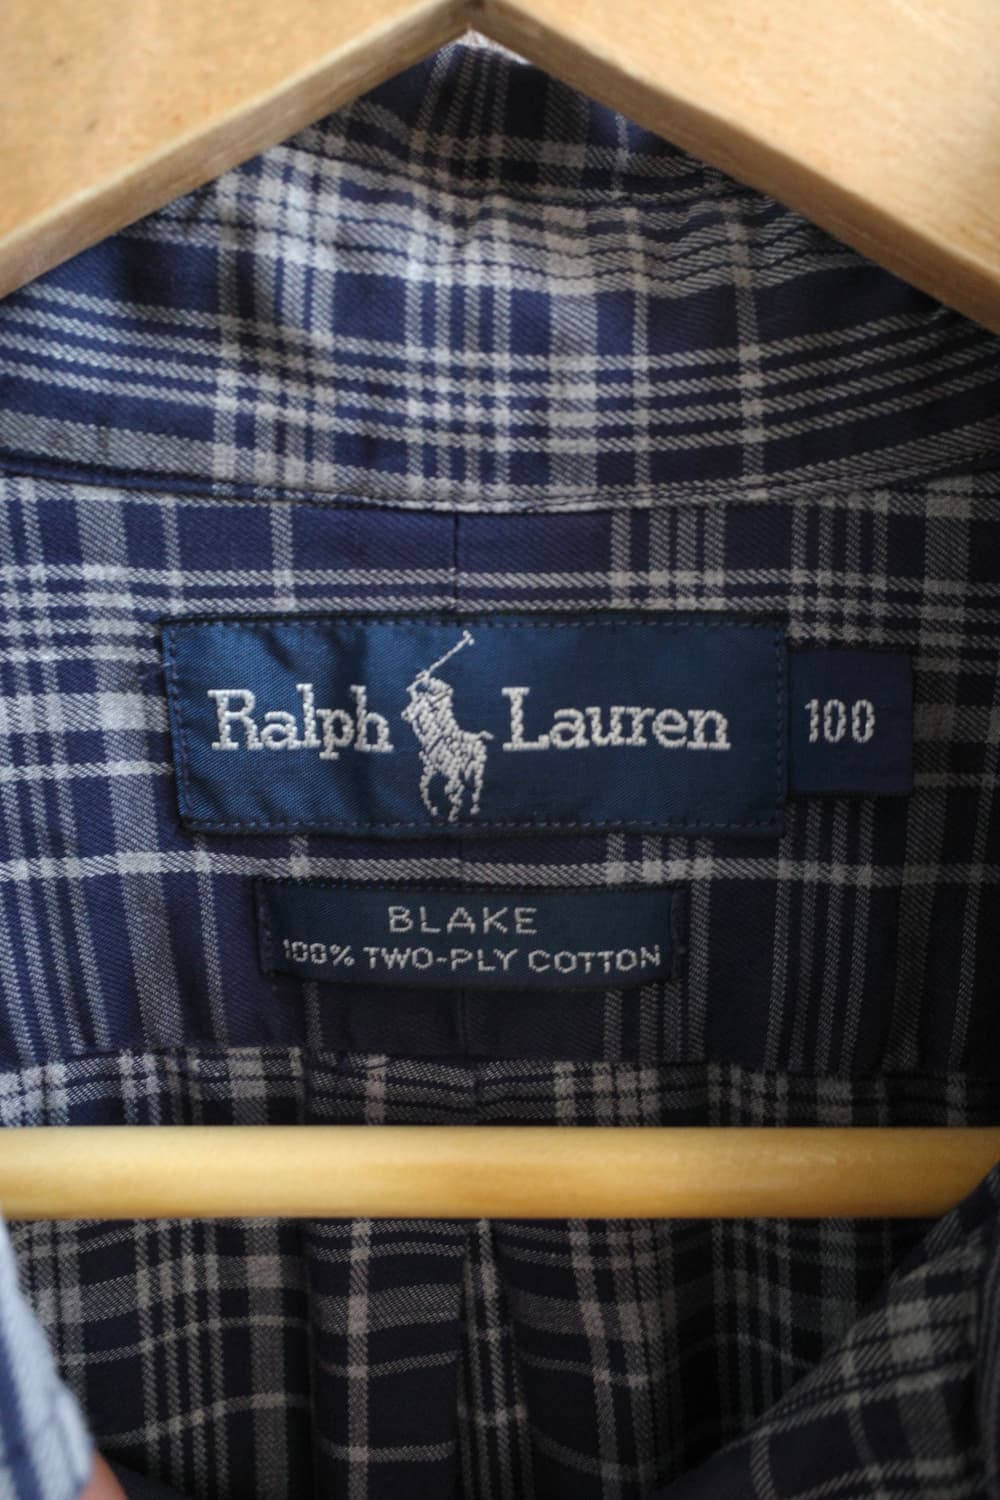 Ralph Lauren 100
BLAKE
100% TWO-PLY COTTON